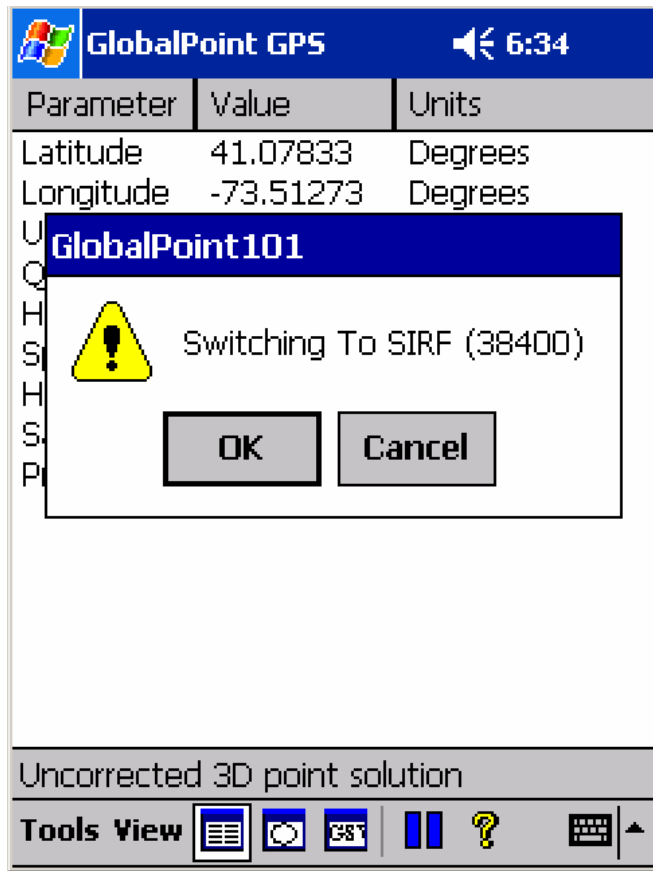 GlobalPoint GPS 6:34
Parameter Value Units
Latitude 41.07833 Degrees
Longitude -73.51273 Degrees
GlobalPoint101
Switching To SIRF (38400)
OK Cancel
Uncorrected 3D point solution
Tools View